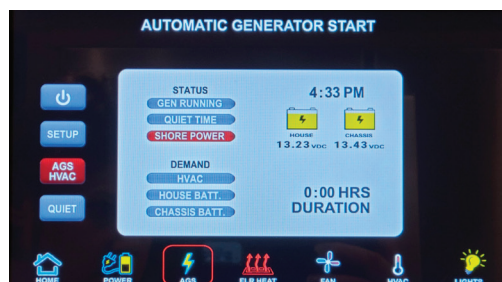 AUTOMATIC GENERATOR START
STATUS
GEN RUNNING
QUIET TIME
SHORE POWER
DEMAND
HVAC
HOUSE BATT.
CHASSIS BATT.
4:33 PM
HOUSE
CHASSIS
13.23 VDC
13.43 VDC
0:00 HRS
DURATION
SETUP
AGS
HVAC
QUIET
HOME
POWER
AGS
FLR HEAT
FAN
HVAC
LIGHTS